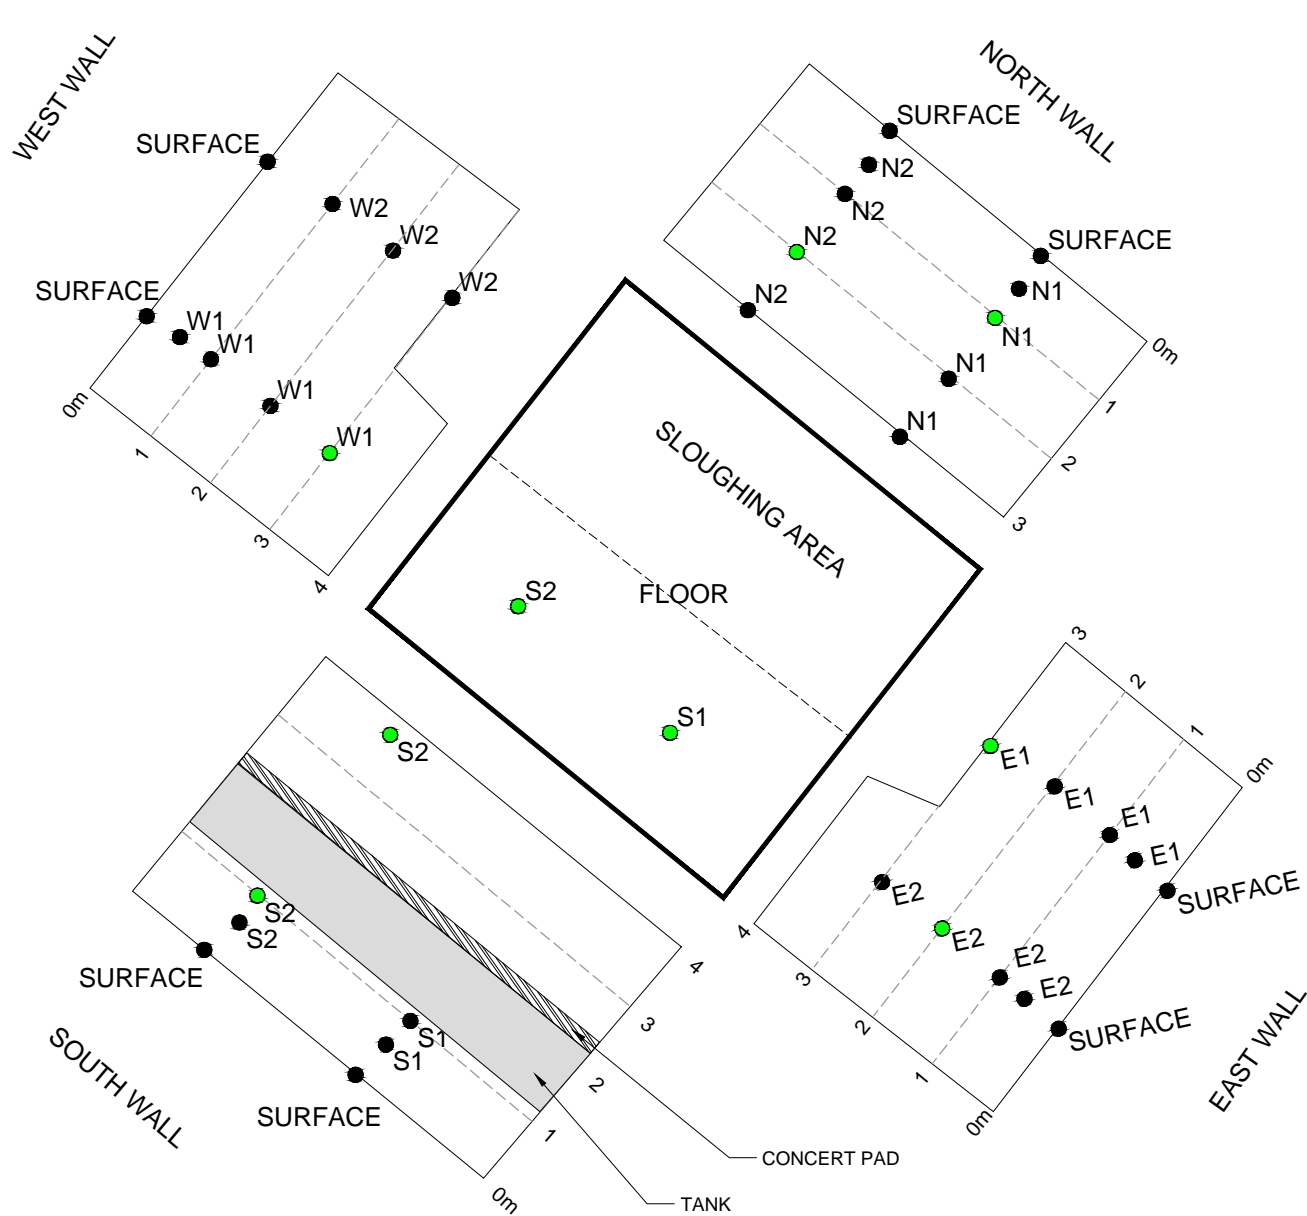 WEST WALL
SURFACE
SURFACE
W2
W2
W2
W1
W1
W1
W1
0m
1
2
3
4
NORTH WALL
SURFACE
N2
N2
N2
N2
SURFACE
N1
N1
N1
N1
0m
1
2
3
SLOUGHING AREA
FLOOR
S2
S1
3
2
1
0m
E1
E1
E1
E1
SURFACE
E2
E2
E2
E2
SURFACE
4
3
2
1
0m
EAST WALL
S2
S2
S2
SURFACE
S1
S1
SURFACE
SOUTH WALL
4
3
2
1
0m
CONCERT PAD
TANK